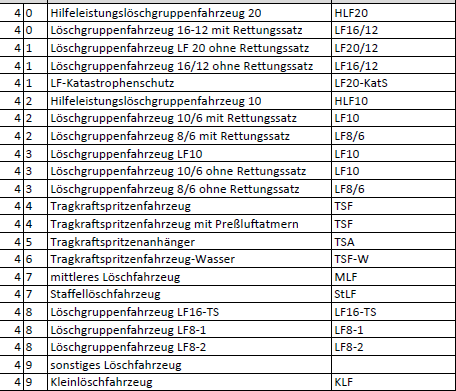 4 0 Hilfeleistungslöschgruppenfahrzeug 20 HLF20
4 0 Löschgruppenfahrzeug 16-12 mit Rettungssatz LF16/12
4 1 Löschgruppenfahrzeug LF 20 ohne Rettungssatz LF20/12
4 1 Löschgruppenfahrzeug 16/12 ohne Rettungssatz LF16/12
4 1 LF-Katastrophenschutz LF20-KatS
4 2 Hilfeleistungslöschgruppenfahrzeug 10 HLF10
4 2 Löschgruppenfahrzeug 10/6 mit Rettungssatz LF10
4 2 Löschgruppenfahrzeug 8/6 mit Rettungssatz LF8/6
4 3 Löschgruppenfahrzeug LF10 LF10
4 3 Löschgruppenfahrzeug 10/6 ohne Rettungssatz LF10
4 3 Löschgruppenfahrzeug 8/6 ohne Rettungssatz LF8/6
4 4 Tragkraftspritzenfahrzeug TSF
4 4 Tragkraftspritzenfahrzeug mit Preßluftatmern TSF
4 5 Tragkraftspritzenanhänger TSA
4 6 Tragkraftspritzenfahrzeug-Wasser TSF-W
4 7 mittleres Löschfahrzeug MLF
4 7 Staffellöschfahrzeug StLF
4 8 Löschgruppenfahrzeug LF16-TS LF16-TS
4 8 Löschgruppenfahrzeug LF8-1 LF8-1
4 8 Löschgruppenfahrzeug LF8-2 LF8-2
4 9 sonstiges Löschfahrzeug
4 9 Kleinlöschfahrzeug KLF